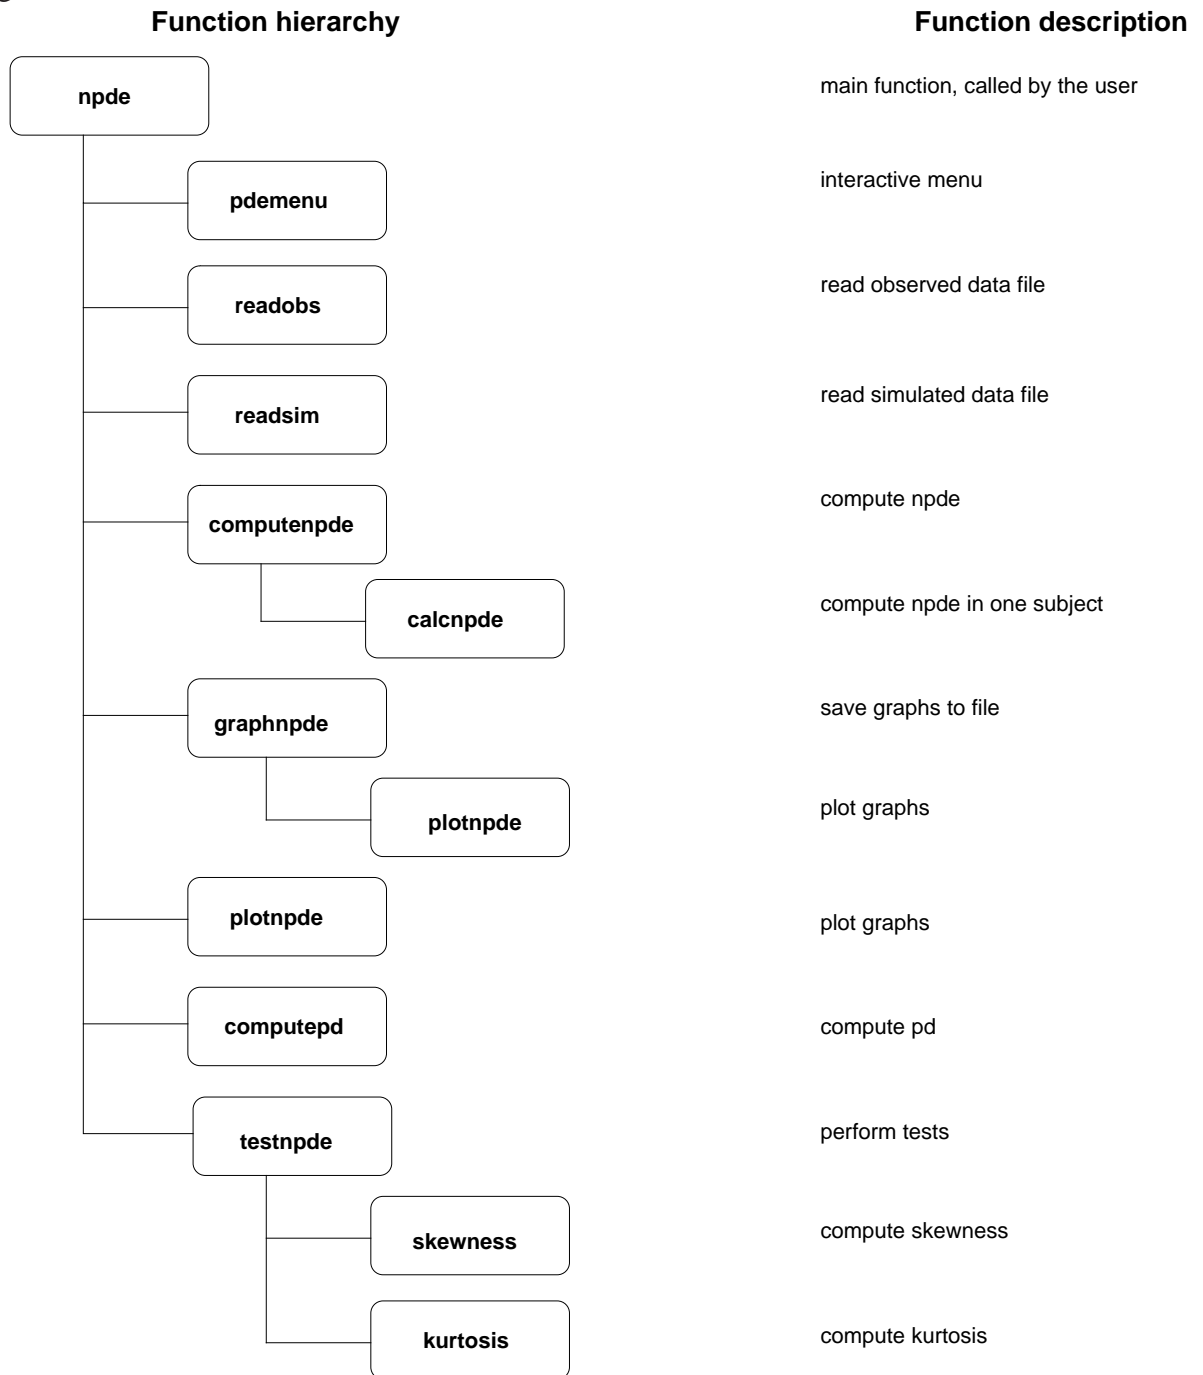 Function hierarchy
Function description
npde
main function, called by the user
pdemenu
interactive menu
readobs
read observed data file
readsim
read simulated data file
computenpde
compute npde
calcnpde
compute npde in one subject
graphnpde
save graphs to file
plotnpde
plot graphs
plotnpde
plot graphs
computepd
compute pd
testnpde
perform tests
skewness
compute skewness
kurtosis
compute kurtosis